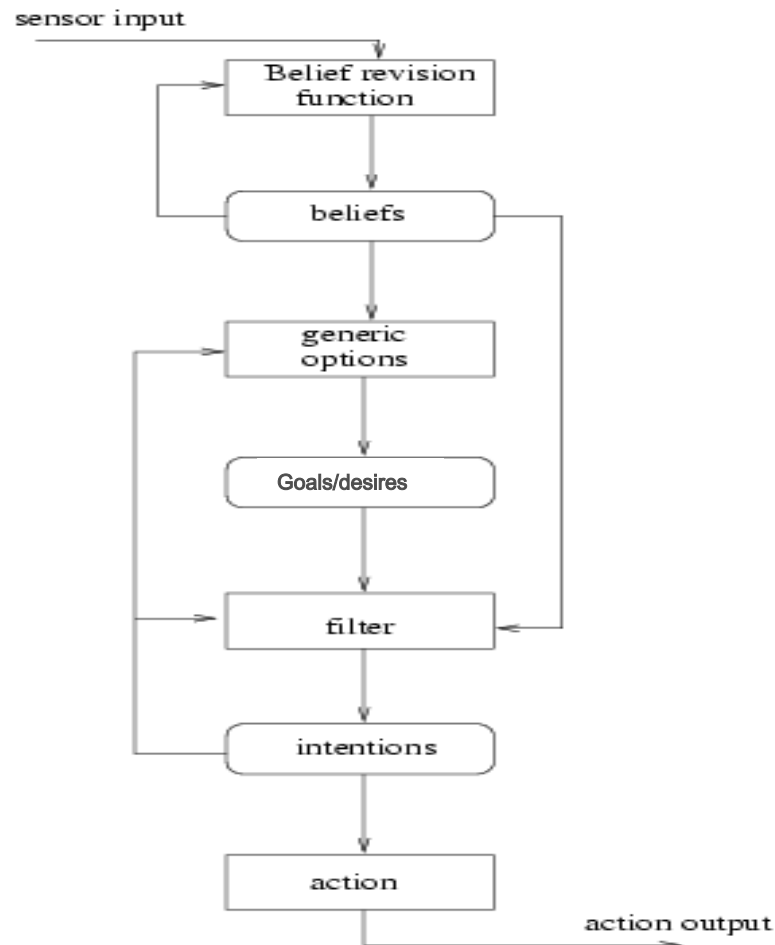 sensor input
Belief revision
function
beliefs
generic
options
Goals/desires
filter
intentions
action
action output